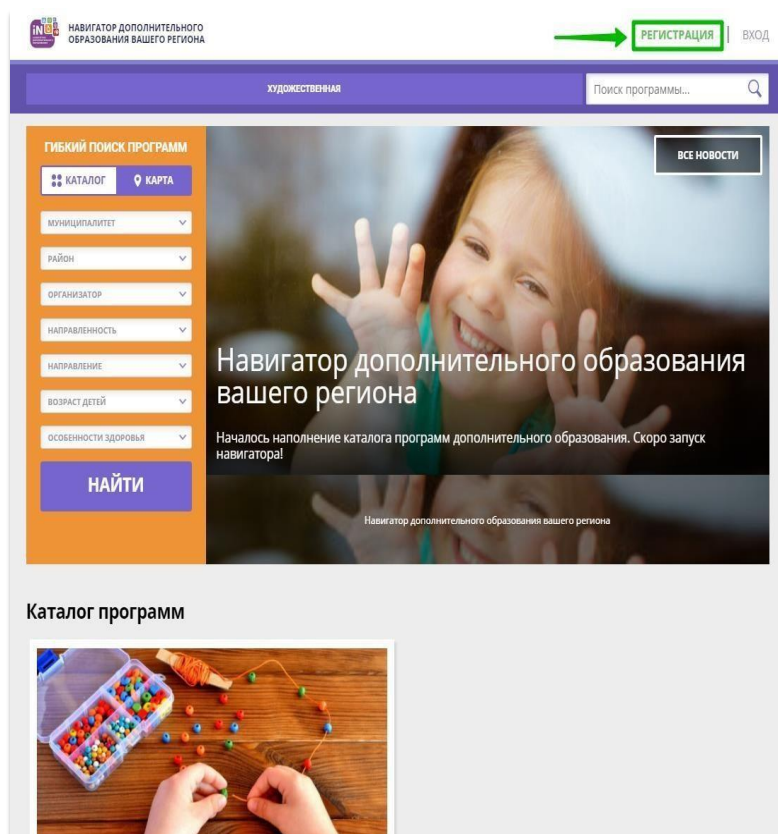 НАВИГАТОР ДОПОЛНИТЕЛЬНОГО
ОБРАЗОВАНИЯ ВАШЕГО РЕГИОНА
РЕГИСТРАЦИЯ | ВХОД
ХУДОЖЕСТВЕННАЯ
Поиск программы...
ГИБКИЙ ПОИСК ПРОГРАММ
КАТАЛОГ
КАРТА
МУНИЦИПАЛИТЕТ
РАЙОН
ОРГАНИЗАТОР
НАПРАВЛЕННОСТЬ
НАПРАВЛЕНИЕ
ВОЗРАСТ ДЕТЕЙ
ОСОБЕННОСТИ ЗДОРОВЬЯ
НАЙТИ
ВСЕ НОВОСТИ
Навигатор дополнительного образования
вашего региона
Началось наполнение каталога программ дополнительного образования. Скоро запуск
навигатора!
Навигатор дополнительного образования вашего региона
Каталог программ